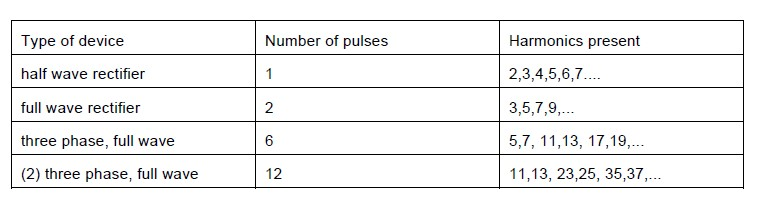 Type of device Number of pulses Harmonics present
half wave rectifier 1 2,3,4,5,6,7....
full wave rectifier 2 3,5,7,9,...
three phase, full wave 6 5,7, 11,13, 17,19,...
(2) three phase, full wave 12 11,13, 23,25, 35,37,...